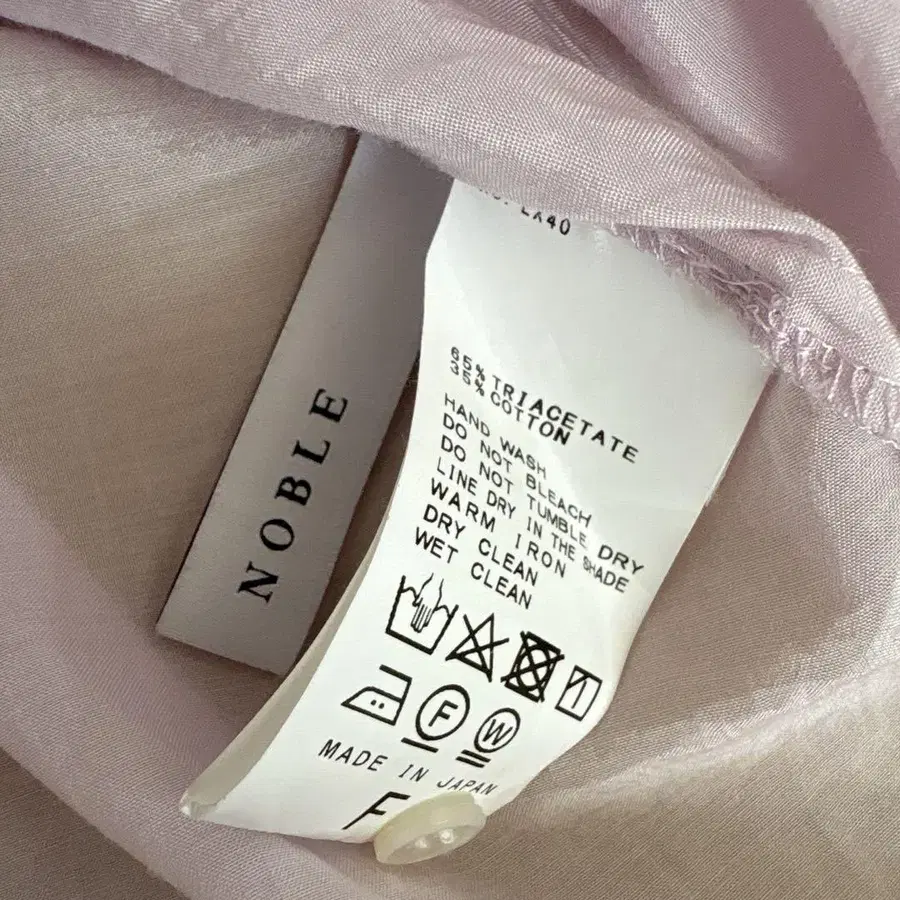 LX40
65% TRIACETATE
35% COTTON
HAND WASH
DO NOT BLEACH
DO NOT TUMBLE DRY
LINE DRY IN THE SHADE
WARM IRON
DRY CLEAN
WET CLEAN
F W
MADE IN JAPAN
F
NOBLE